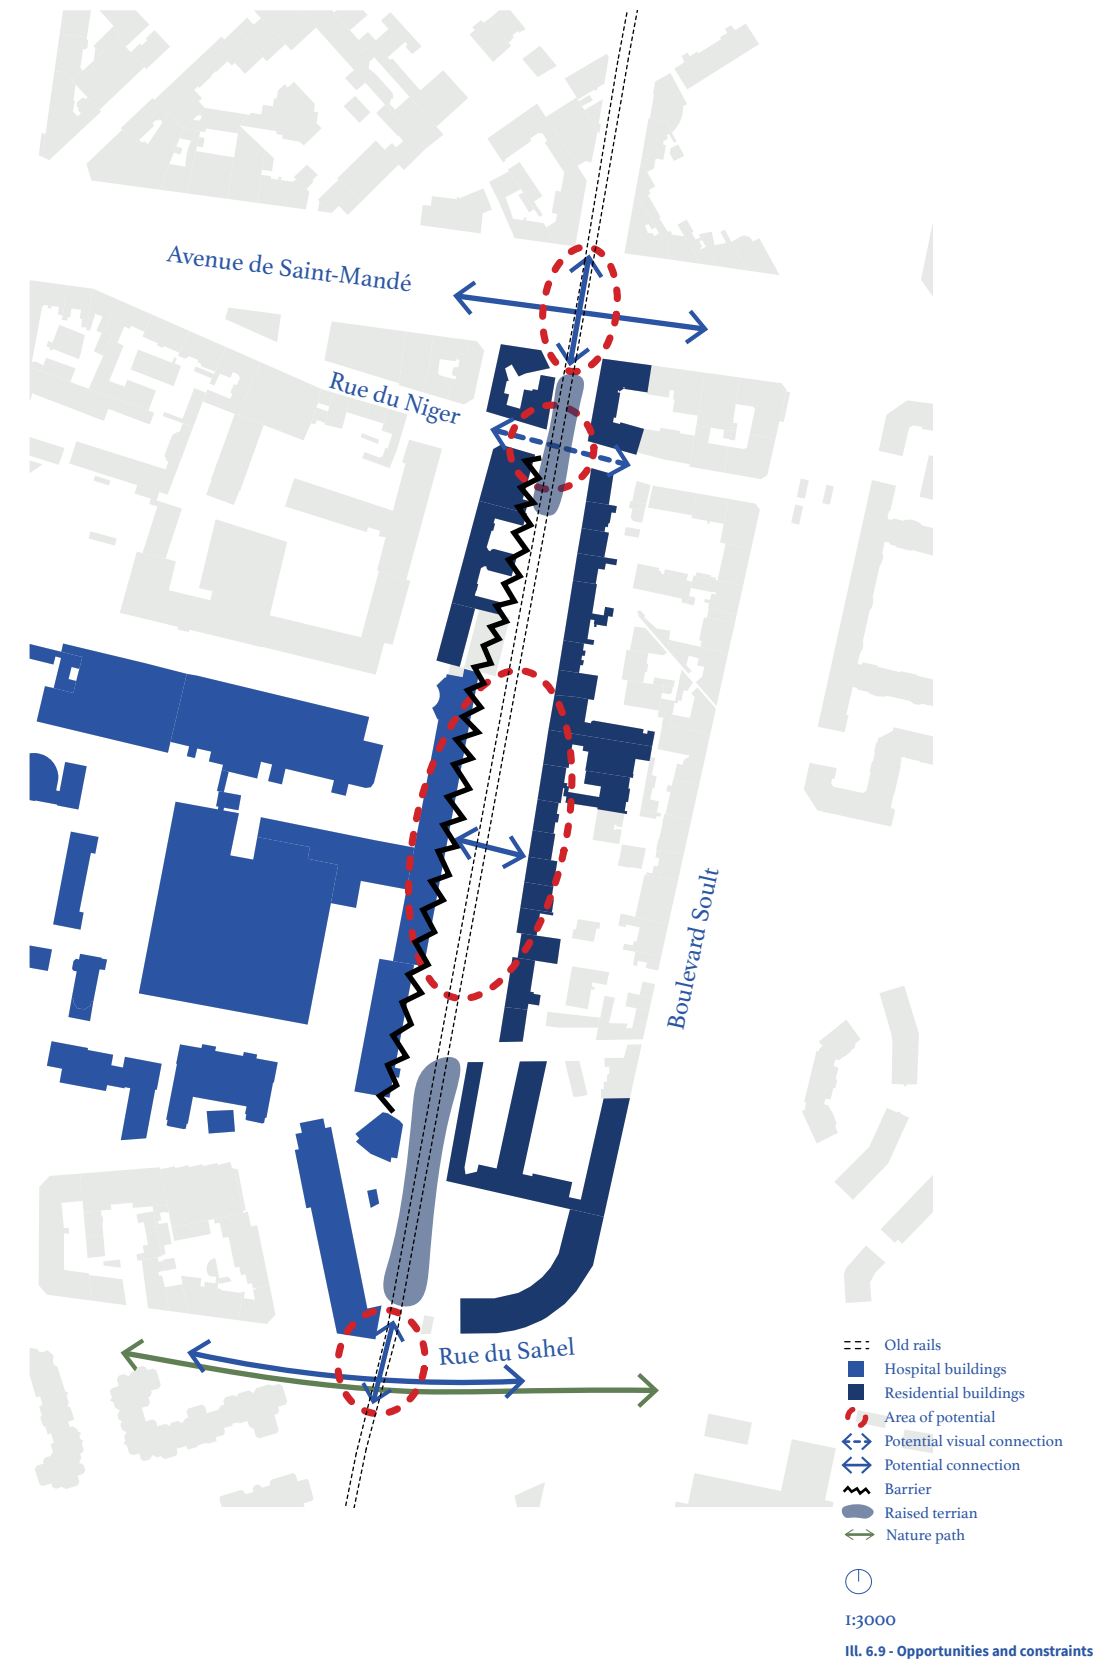 Avenue de Saint-Mandé
Rue du Niger
Boulevard Soult
Rue du Sahel
Old rails
Hospital buildings
Residential buildings
Area of potential
Potential visual connection
Potential connection
Barrier
Raised terrian
Nature path
1:3000
Ill. 6.9 - Opportunities and constraints